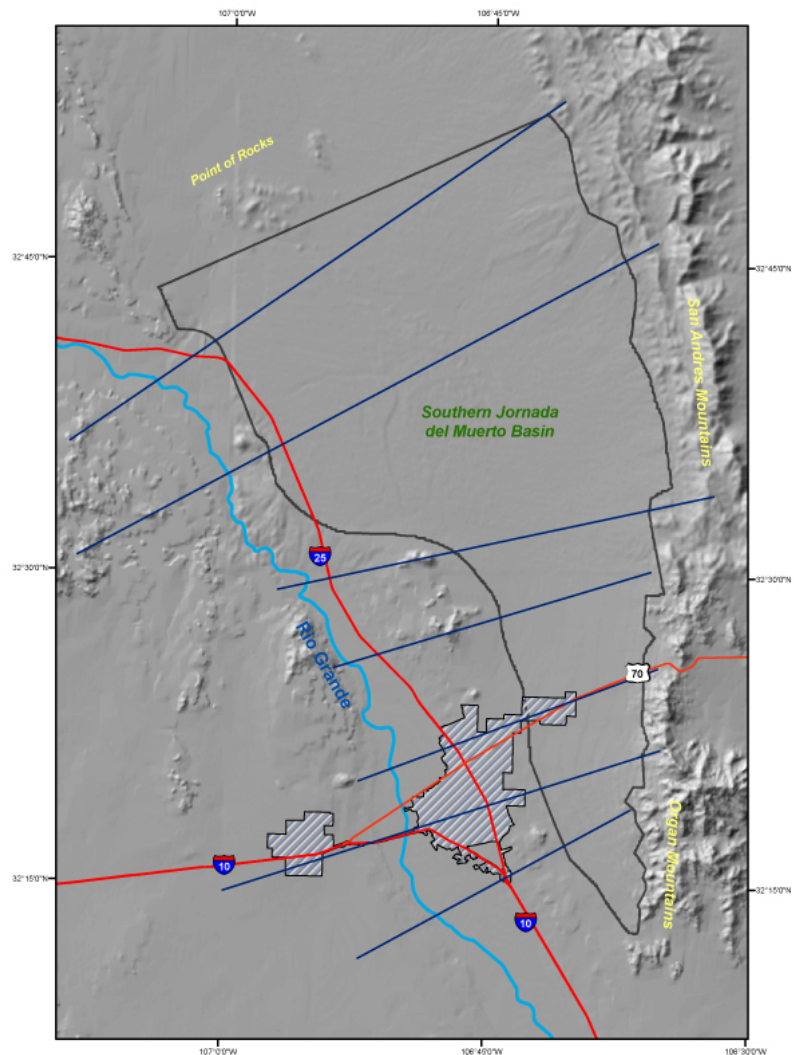 107°0'0"W
106°45'0"W
Point of Rocks
32°45'0"N
32°45'0"N
San Andres Mountains
Southern Jornada
del Muerto Basin
25
32°30'0"N
32°30'0"N
Rio Grande
70
Organ Mountains
10
32°15'0"N
32°15'0"N
10
107°0'0"W
106°45'0"W
106°30'0"W